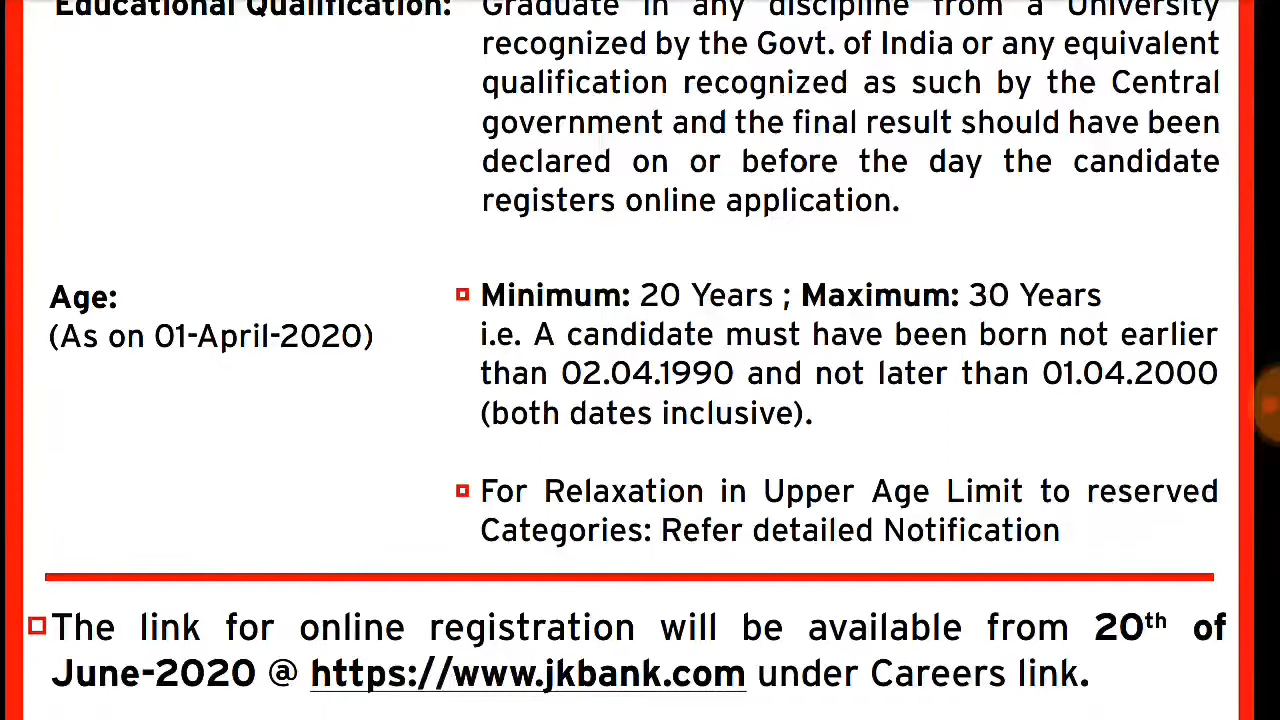 Educational Qualification: Graduate in any discipline from a University
recognized by the Govt. of India or any equivalent
qualification recognized as such by the Central
government and the final result should have been
declared on or before the day the candidate
registers online application.
Age:
(As on 01-April-2020)
Minimum: 20 Years ; Maximum: 30 Years
i.e. A candidate must have been born not earlier
than 02.04.1990 and not later than 01.04.2000
(both dates inclusive).
For Relaxation in Upper Age Limit to reserved
Categories: Refer detailed Notification
The link for online registration will be available from 20th of
June-2020 @ https://www.jkbank.com under Careers link.